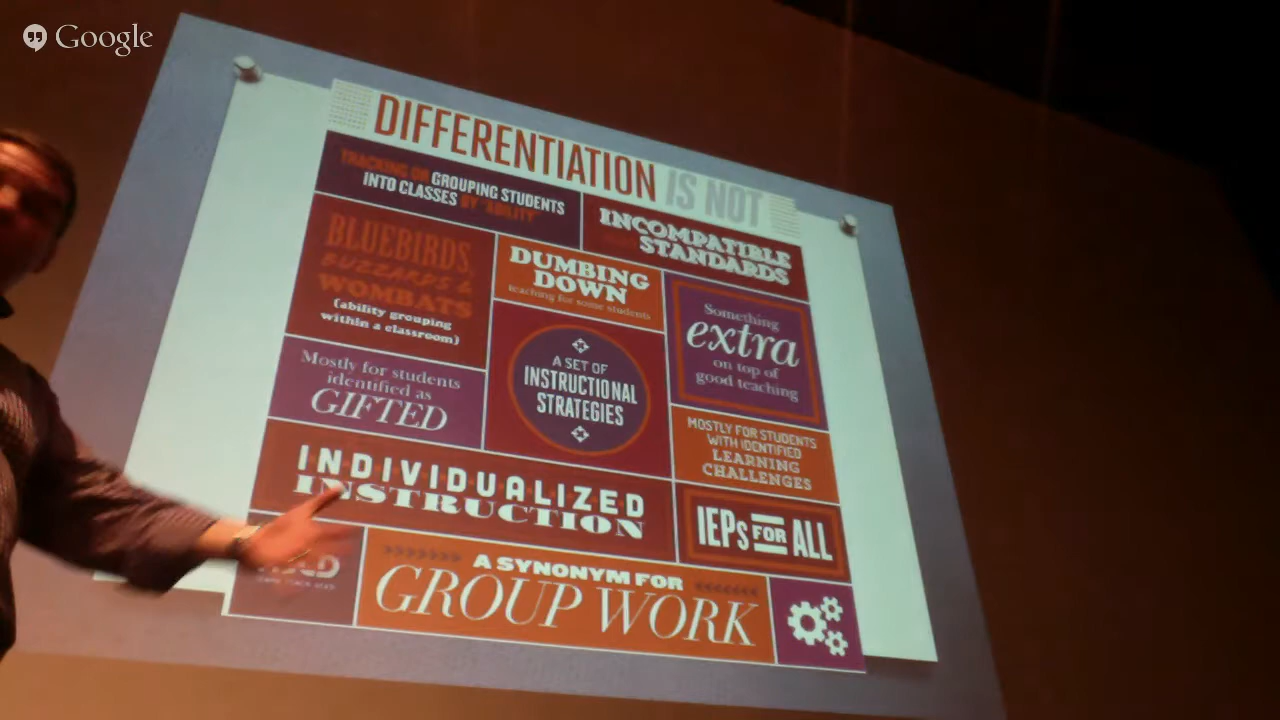 Google
DIFFERENTIATION IS NOT
TRACKING OR GROUPING STUDENTS
INTO CLASSES BY "ABILITY"
INCOMPATIBLE
STANDARDS
BLUEBIRDS,
BUZZARDS &
WOMBATS
(ability grouping
within a classroom)
DUMBING
DOWN
teaching for some students
Something
extra
on top of
good teaching
Mostly for students
identified as
GIFTED
A SET OF
INSTRUCTIONAL
STRATEGIES
MOSTLY FOR STUDENTS
WITH IDENTIFIED
LEARNING
CHALLENGES
INDIVIDUALIZED
INSTRUCTION
IEPs FOR ALL
A SYNONYM FOR
GROUP WORK